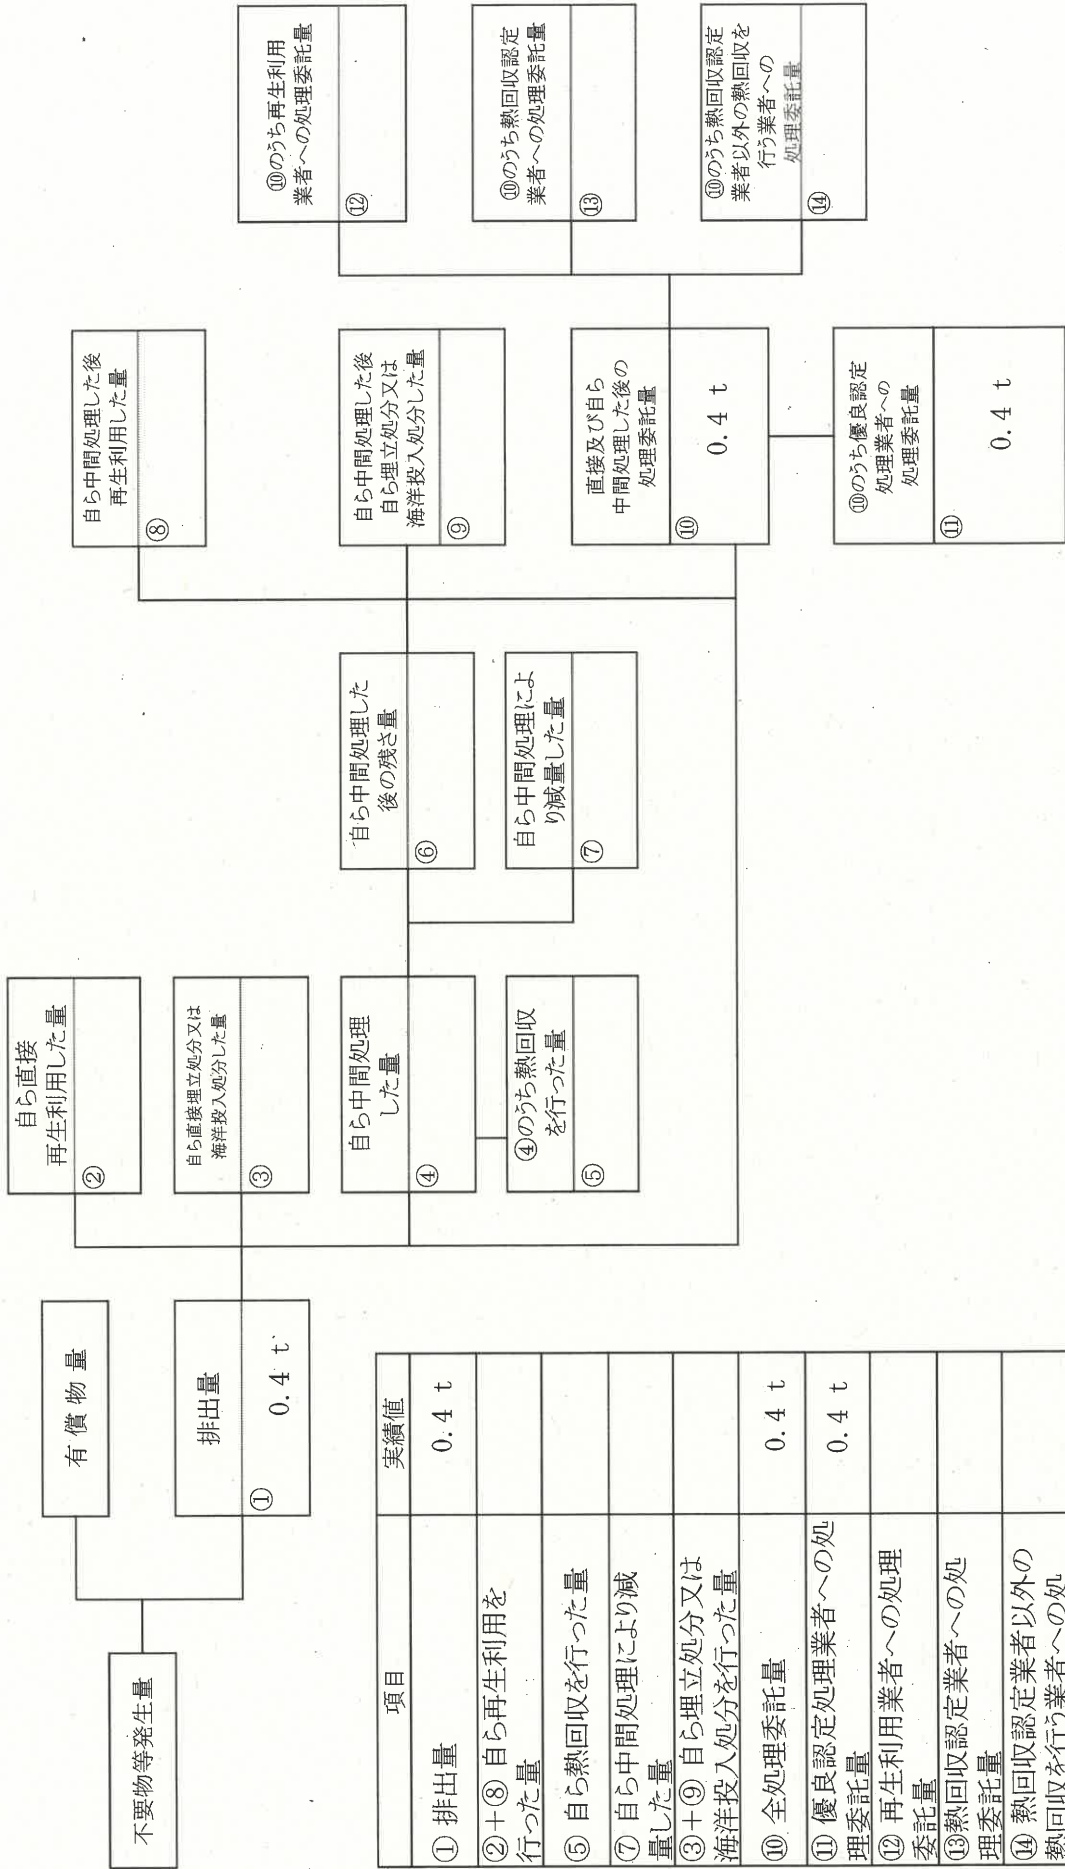 不要物等発生量
有 償 物 量
排出量
①
0.4 t
自ら直接
再生利用した量
②
自ら直接埋立処分又は
海洋投入処分した量
③
自ら中間処理
した量
④
④のうち熱回収
を行った量
⑤
自ら中間処理した
後の残さ量
⑥
自ら中間処理によ
り減量した量
⑦
自ら中間処理した後
再生利用した量
⑧
自ら中間処理した後
自ら埋立処分又は
海洋投入処分した量
⑨
直接及び自ら
中間処理した後の
処理委託量
⑩
0.4 t
⑩のうち優良認定
処理業者への
処理委託量
⑪
0.4 t
⑩のうち再生利用
業者への処理委託量
⑫
⑩のうち熱回収認定
業者への処理委託量
⑬
⑩のうち熱回収認定
業者以外の熱回収を
行う業者への
処理委託量
⑭
項目 実績値
① 排出量 0.4 t
②+⑧ 自ら再生利用を
行った量
⑤ 自ら熱回収を行った量
⑦ 自ら中間処理により減
量した量
③+⑨ 自ら埋立処分又は
海洋投入処分を行った量
⑩ 全処理委託量 0.4 t
⑪ 優良認定処理業者への処
理委託量 0.4 t
⑫ 再生利用業者への処理
委託量
⑬熱回収認定業者への処
理委託量
⑭ 熱回収認定業者以外の
熱回収を行う業者への処